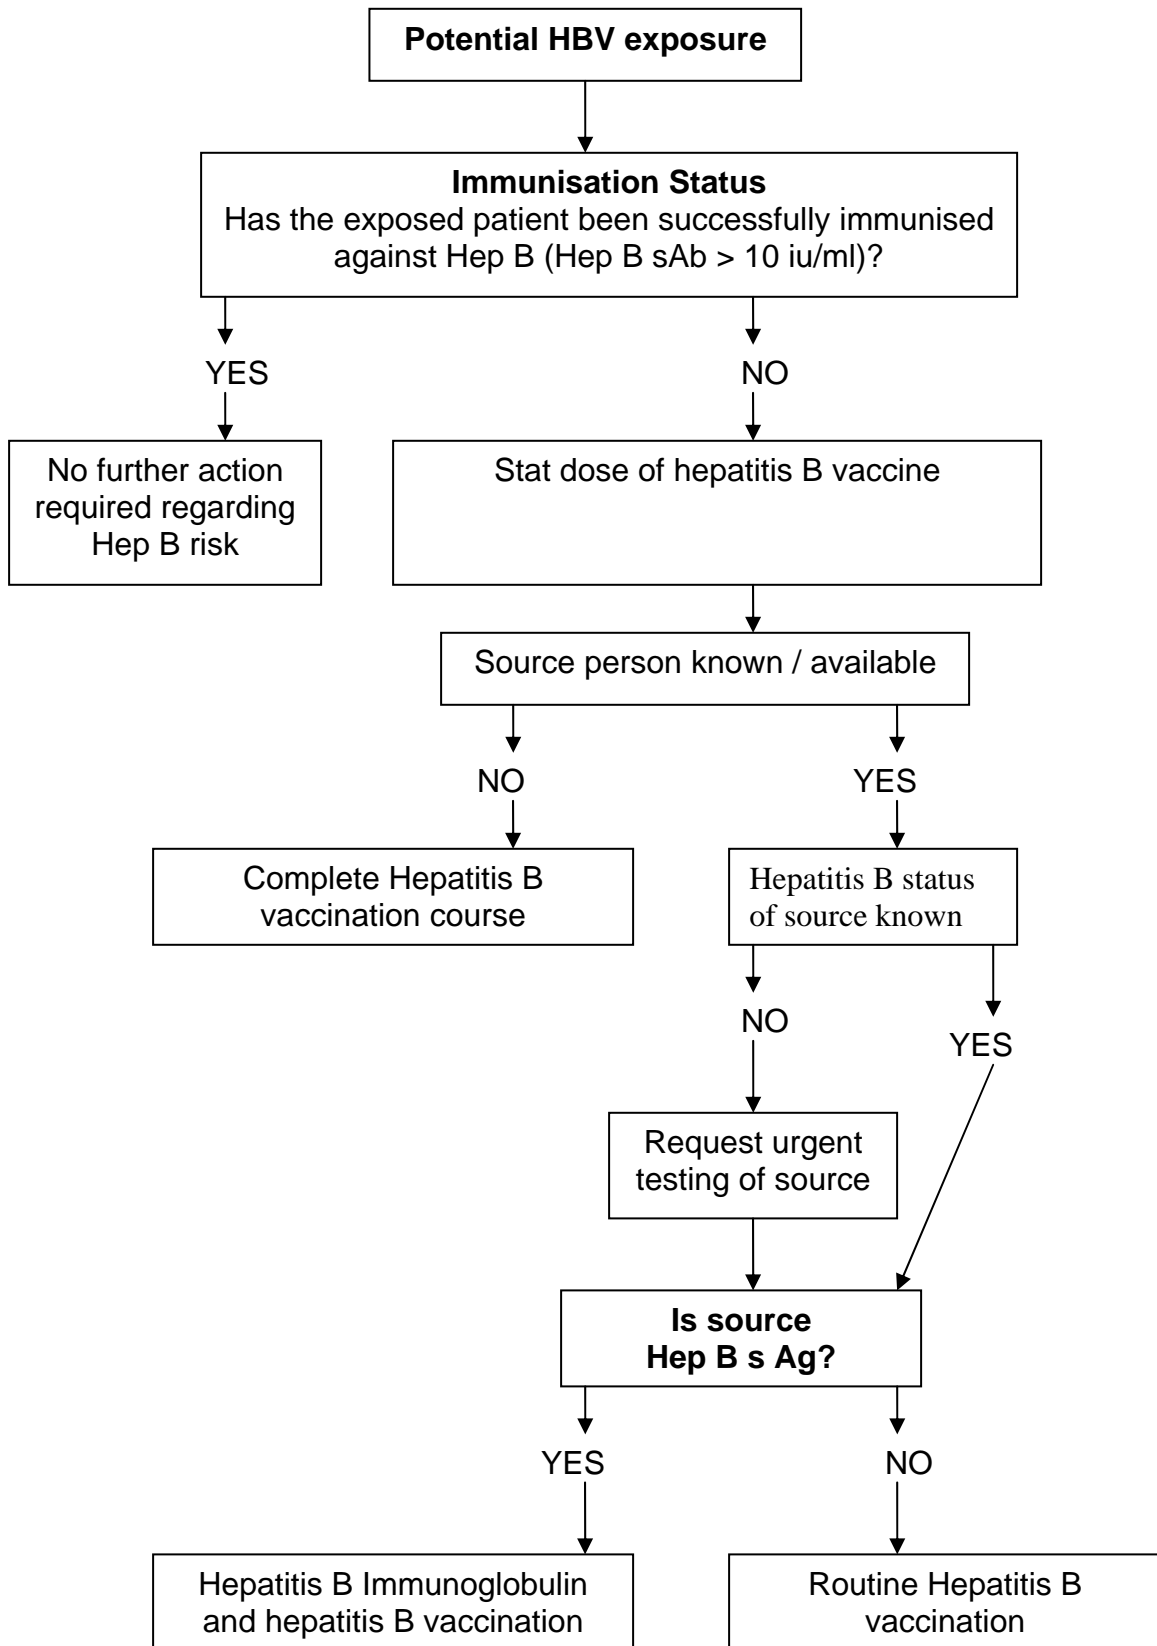 Potential HBV exposure
Immunisation Status
Has the exposed patient been successfully immunised
against Hep B (Hep B sAb > 10 iu/ml)?
YES
NO
No further action
required regarding
Hep B risk
Stat dose of hepatitis B vaccine
Source person known / available
NO
YES
Complete Hepatitis B
vaccination course
Hepatitis B status
of source known
NO
YES
Request urgent
testing of source
Is source
Hep B s Ag?
YES
NO
Hepatitis B Immunoglobulin
and hepatitis B vaccination
Routine Hepatitis B
vaccination